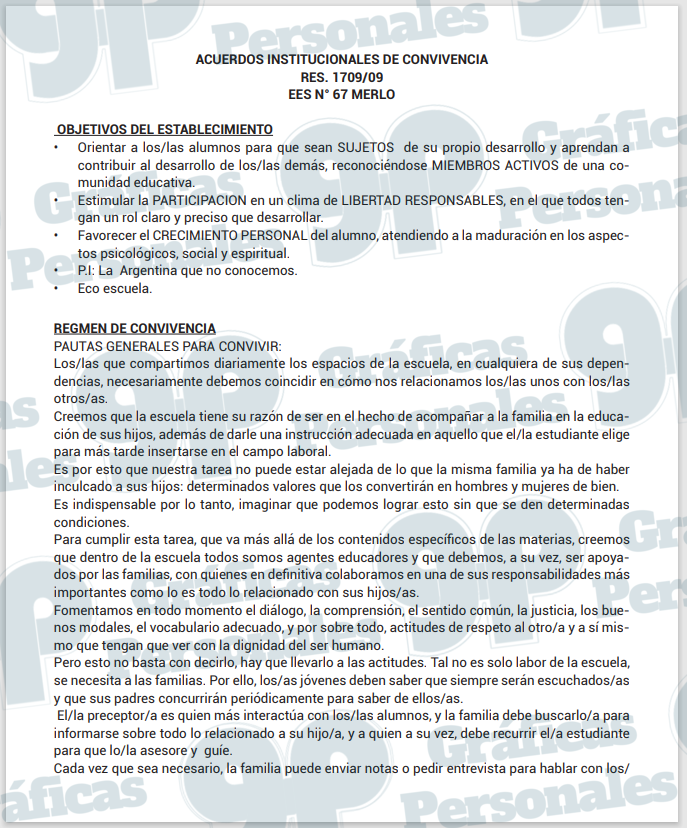 ACUERDOS INSTITUCIONALES DE CONVIVENCIA
RES. 1709/09
EES N° 67 MERLO
OBJETIVOS DEL ESTABLECIMIENTO
• Orientar a los/las alumnos para que sean SUJETOS de su propio desarrollo y aprendan a
contribuir al desarrollo de los/las demás, reconociéndose MIEMBROS ACTIVOS de una co-
munidad educativa.
• Estimular la PARTICIPACION en un clima de LIBERTAD RESPONSABLES, en el que todos ten-
gan un rol claro y preciso que desarrollar.
• Favorecer el CRECIMIENTO PERSONAL del alumno, atendiendo a la maduración en los aspec-
tos psicológicos, social y espiritual.
• P.I: La Argentina que no conocemos.
• Eco escuela.
REGMEN DE CONVIVENCIA
PAUTAS GENERALES PARA CONVIVIR:
Los/las que compartimos diariamente los espacios de la escuela, en cualquiera de sus depen-
dencias, necesariamente debemos coincidir en cómo nos relacionamos los/las unos con los/las
otros/as.
Creemos que la escuela tiene su razón de ser en el hecho de acompañar a la familia en la educa-
ción de sus hijos, además de darle una instrucción adecuada en aquello que el/la estudiante elige
para más tarde insertarse en el campo laboral.
Es por esto que nuestra tarea no puede estar alejada de lo que la misma familia ya ha de haber
inculcado a sus hijos: determinados valores que los convertirán en hombres y mujeres de bien.
Es indispensable por lo tanto, imaginar que podemos lograr esto sin que se den determinadas
condiciones.
Para cumplir esta tarea, que va más allá de los contenidos específicos de las materias, creemos
que dentro de la escuela todos somos agentes educadores y que debemos, a su vez, ser apoya-
dos por las familias, con quienes en definitiva colaboramos en una de sus responsabilidades más
importantes como lo es todo lo relacionado con sus hijos/as.
Fomentamos en todo momento el diálogo, la comprensión, el sentido común, la justicia, los bue-
nos modales, el vocabulario adecuado, y por sobre todo, actitudes de respeto al otro/a y a sí mis-
mo que tengan que ver con la dignidad del ser humano.
Pero esto no basta con decirlo, hay que llevarlo a las actitudes. Tal no es solo labor de la escuela,
se necesita a las familias. Por ello, los/as jóvenes deben saber que siempre serán escuchados/as
y que sus padres concurrirán periódicamente para saber de ellos/as.
El/la preceptor/a es quien más interactúa con los/las alumnos, y la familia debe buscarlo/a para
informarse sobre todo lo relacionado a su hijo/a, y a quien a su vez, debe recurrir el/a estudiante
para que lo/la asesore y guíe.
Cada vez que sea necesario, la familia puede enviar notas o pedir entrevista para hablar con los/
gp Gráficas Personales